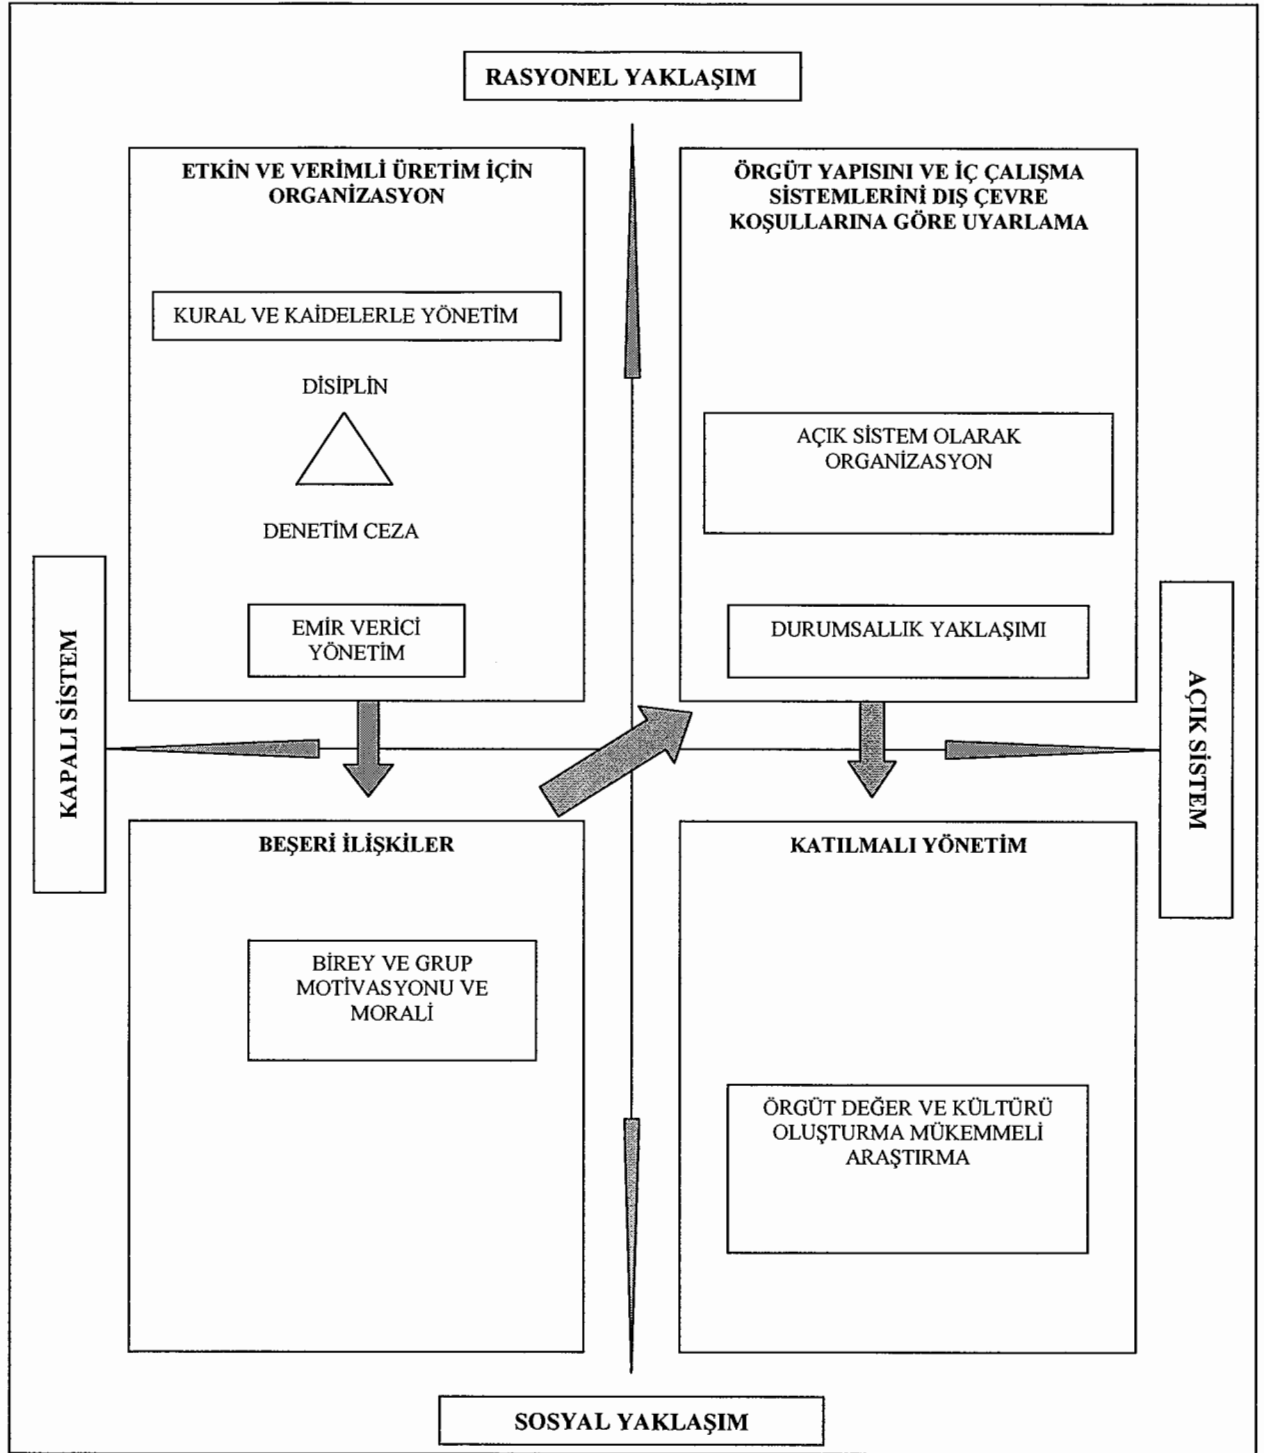 RASYONEL YAKLAŞIM
ETKİN VE VERİMLİ ÜRETİM İÇİN
ORGANİZASYON
KURAL VE KAİDELERLE YÖNETİM
DİSİPLİN
DENETİM CEZA
EMİR VERİCİ
YÖNETİM
ÖRGÜT YAPISINI VE İÇ ÇALIŞMA
SİSTEMLERİNİ DIŞ ÇEVRE
KOŞULLARINA GÖRE UYARLAMA
AÇIK SİSTEM OLARAK
ORGANİZASYON
DURUMSALLIK YAKLAŞIMI
KAPALI SİSTEM
AÇIK SİSTEM
BEŞERİ İLİŞKİLER
BİREY VE GRUP
MOTİVASYONU VE
MORALİ
KATILMALI YÖNETİM
ÖRGÜT DEĞER VE KÜLTÜRÜ
OLUŞTURMA MÜKEMMELİ
ARAŞTIRMA
SOSYAL YAKLAŞIM